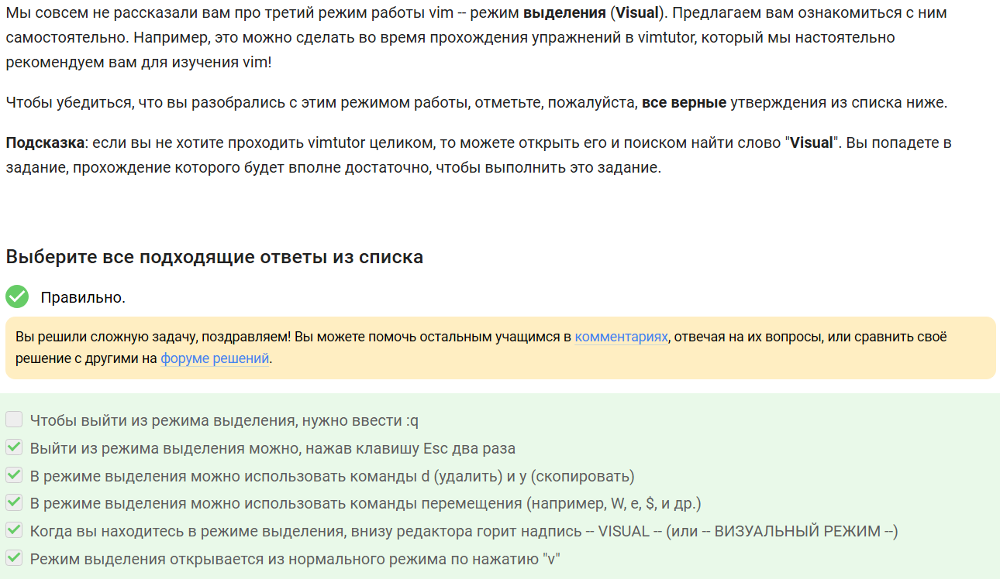 Мы совсем не рассказали вам про третий режим работы vim -- режим выделения (Visual). Предлагаем вам ознакомиться с ним
самостоятельно. Например, это можно сделать во время прохождения упражнений в vimtutor, который мы настоятельно
рекомендуем вам для изучения vim!
Чтобы убедиться, что вы разобрались с этим режимом работы, отметьте, пожалуйста, все верные утверждения из списка ниже.
Подсказка: если вы не хотите проходить vimtutor целиком, то можете открыть его и поиском найти слово "Visual". Вы попадете в
задание, прохождение которого будет вполне достаточно, чтобы выполнить это задание.
Выберите все подходящие ответы из списка
Правильно.
Вы решили сложную задачу, поздравляем! Вы можете помочь остальным учащимся в комментариях, отвечая на их вопросы, или сравнить своё
решение с другими на форуме решений.
Чтобы выйти из режима выделения, нужно ввести :q
Выйти из режима выделения можно, нажав клавишу Esc два раза
В режиме выделения можно использовать команды d (удалить) и y (скопировать)
В режиме выделения можно использовать команды перемещения (например, W, e, $, и др.)
Когда вы находитесь в режиме выделения, внизу редактора горит надпись -- VISUAL -- (или -- ВИЗУАЛЬНЫЙ РЕЖИМ --)
Режим выделения открывается из нормального режима по нажатию "v"